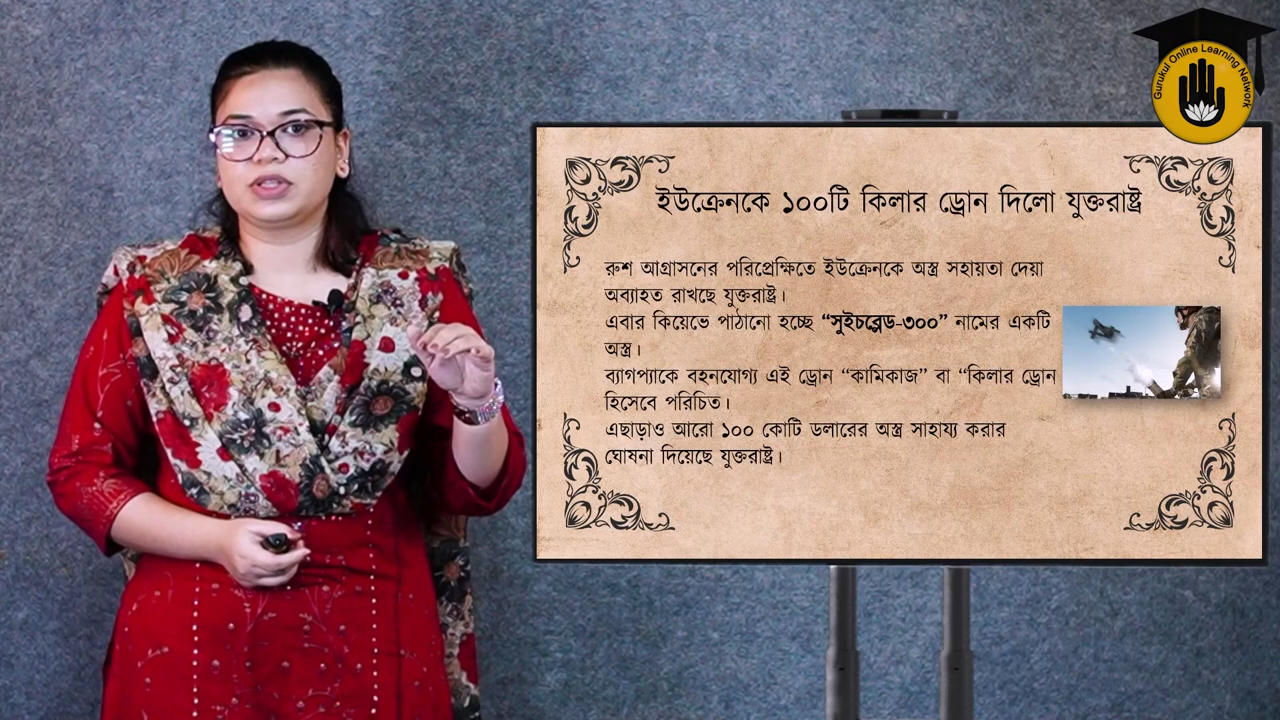 Gurukul Online Learning Network
ইউক্রেনকে ১০০টি কিলার ড্রোন দিলো যুক্তরাষ্ট্র
রুশ আগ্রাসনের পরিপ্রেক্ষিতে ইউক্রেনকে অস্ত্র সহায়তা দেয়া
অব্যাহত রাখছে যুক্তরাষ্ট্র।
এবার কিয়েভে পাঠানো হচ্ছে “সুইচব্লেড-৩০০” নামের একটি
অস্ত্র।
ব্যাগপ্যাকে বহনযোগ্য এই ড্রোন “কামিকাজ” বা “কিলার ড্রোন
হিসেবে পরিচিত।
এছাড়াও আরো ১০০ কোটি ডলারের অস্ত্র সাহায্য করার
ঘোষনা দিয়েছে যুক্তরাষ্ট্র।